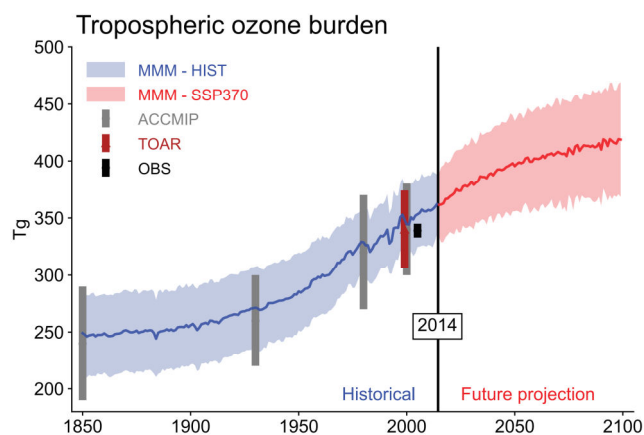 Tropospheric ozone burden
500
450
400
350
300
250
200
Tg
MMM - HIST
MMM - SSP370
ACCMIP
TOAR
OBS
2014
Historical
Future projection
1850
1900
1950
2000
2050
2100